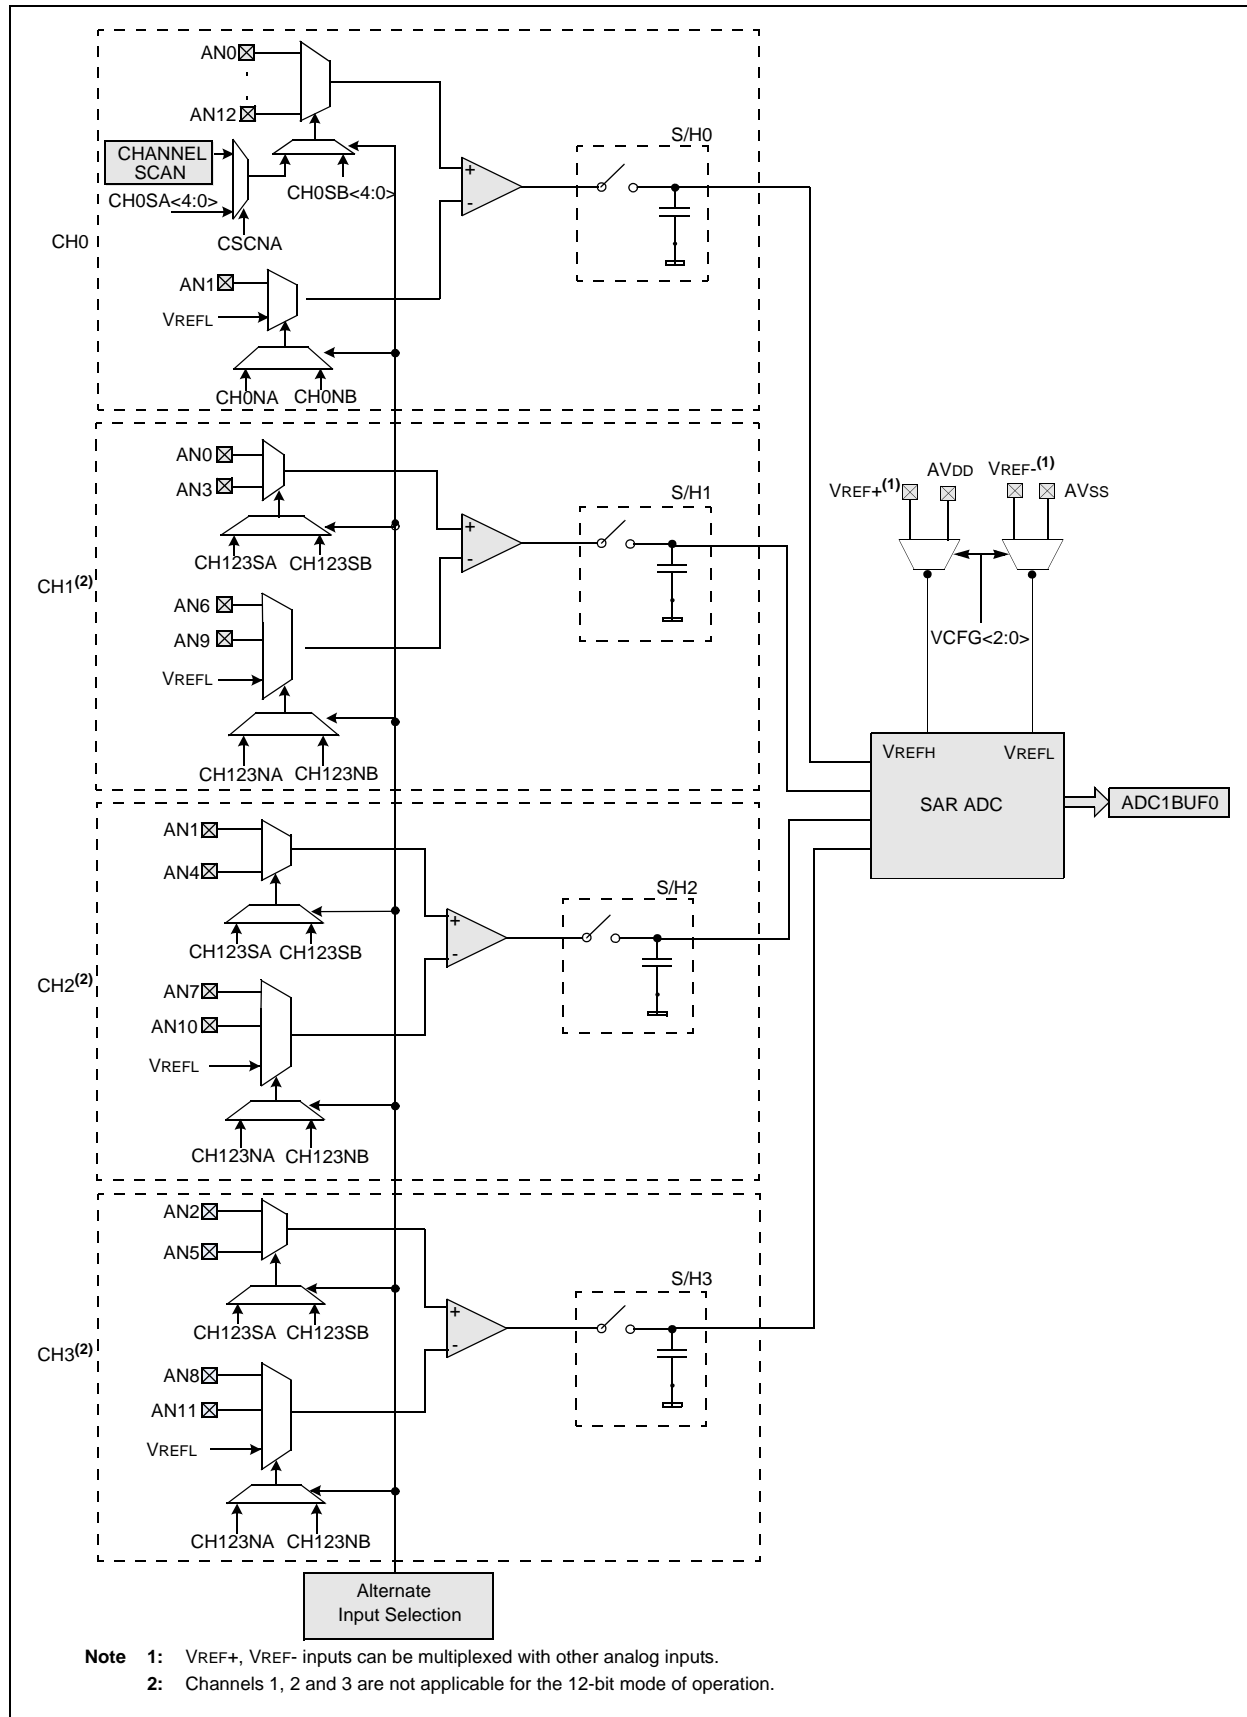 AN0
AN12
CHANNEL
SCAN
CH0SA<4:0>
CH0SB<4:0>
CSCNA
CH0
+
-
S/H0
AN1
VREFL
CH0NA
CH0NB
AN0
AN3
CH123SA
CH123SB
CH1(2)
+
-
S/H1
AN6
AN9
VREFL
CH123NA
CH123NB
AN1
AN4
CH123SA
CH123SB
CH2(2)
+
-
S/H2
AN7
AN10
VREFL
CH123NA
CH123NB
AN2
AN5
CH123SA
CH123SB
CH3(2)
+
-
S/H3
AN8
AN11
VREFL
CH123NA
CH123NB
Alternate
Input Selection
VREF+(1)
AVDD
VREF-(1)
AVSS
VCFG<2:0>
VREFH
VREFL
SAR ADC
ADC1BUF0
Note 1: VREF+, VREF- inputs can be multiplexed with other analog inputs.
2: Channels 1, 2 and 3 are not applicable for the 12-bit mode of operation.